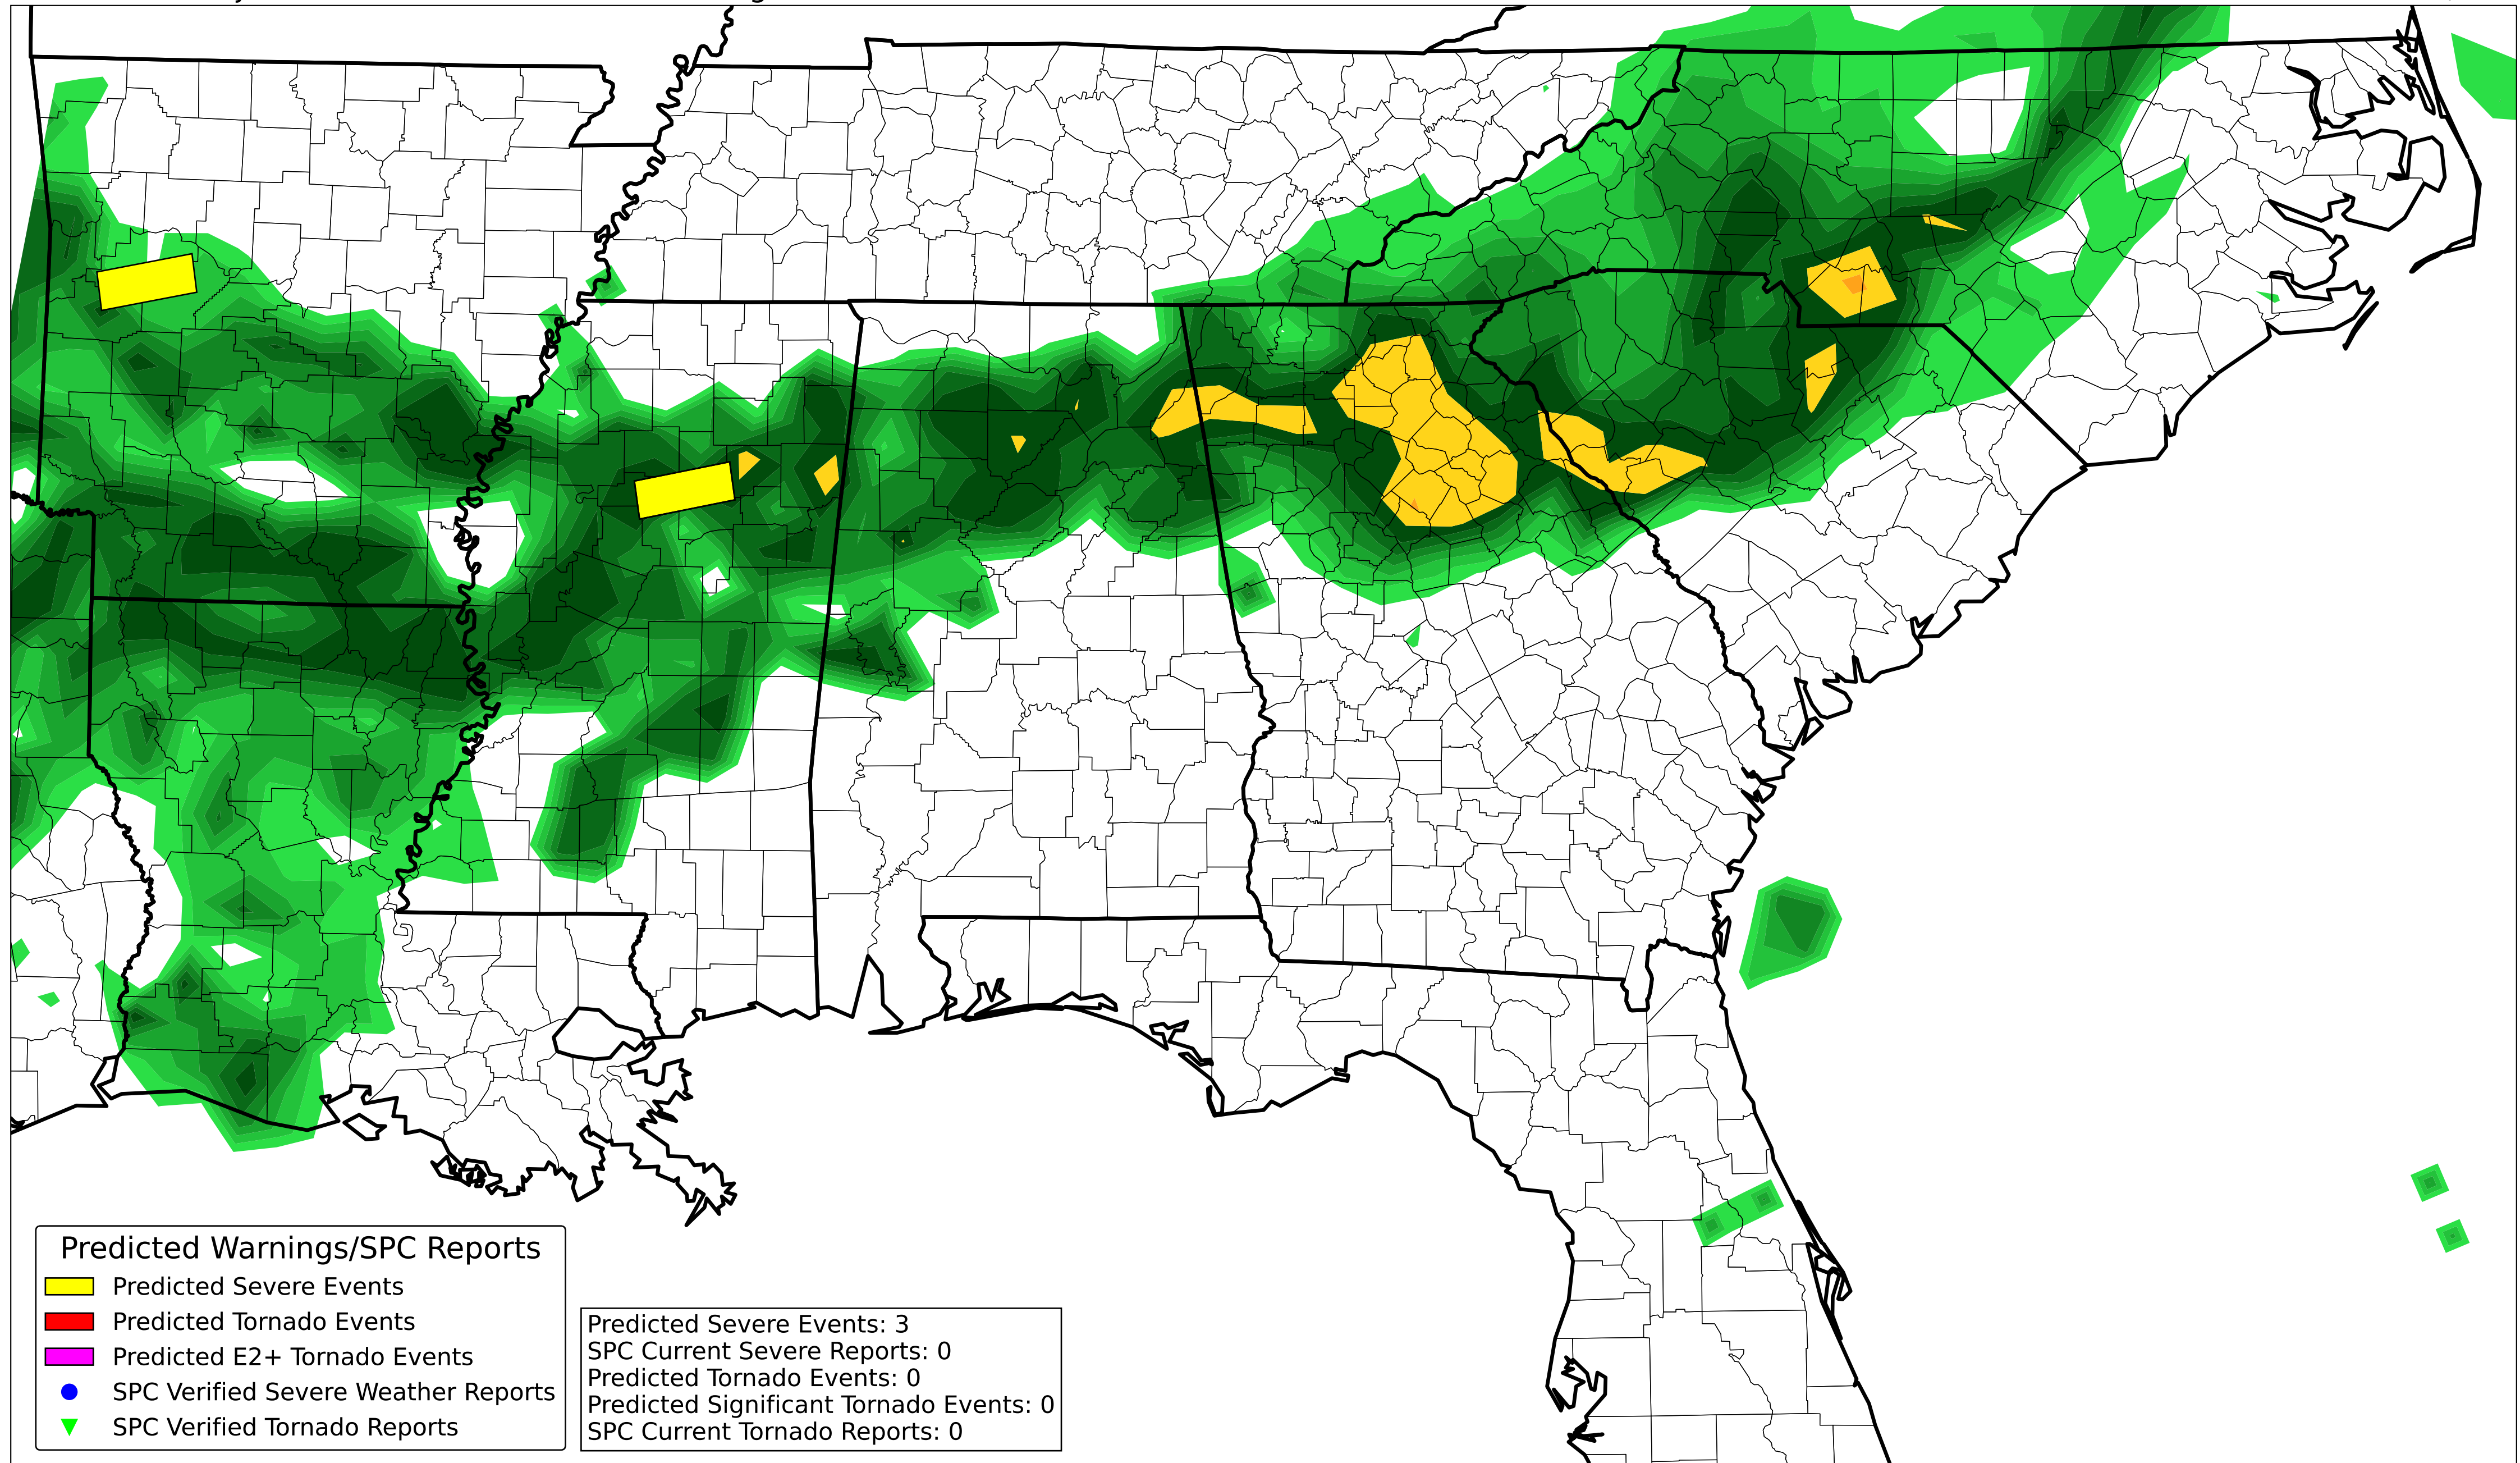 Predicted Warnings/SPC Reports
Predicted Severe Events
Predicted Tornado Events
Predicted E2+ Tornado Events
SPC Verified Severe Weather Reports
SPC Verified Tornado Reports
Predicted Severe Events: 3
SPC Current Severe Reports: 0
Predicted Tornado Events: 0
Predicted Significant Tornado Events: 0
SPC Current Tornado Reports: 0